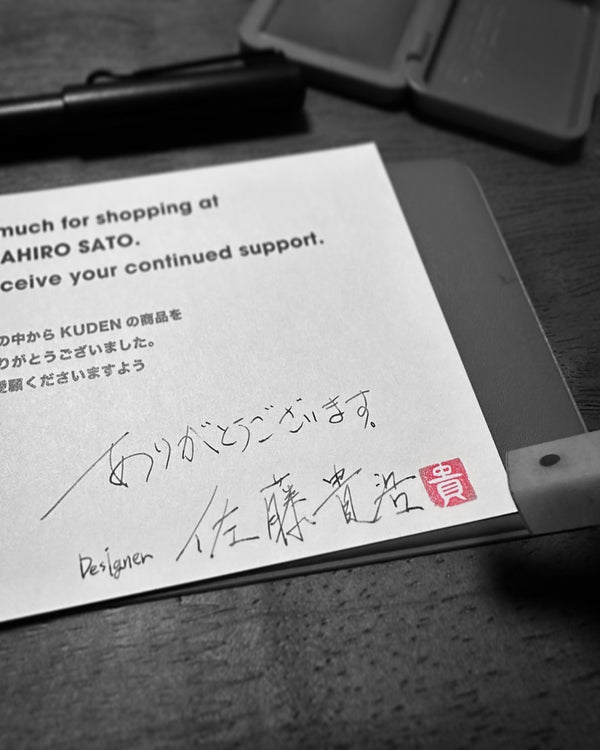 much for shopping at
AHIRO SATO.
ceive your continued support.
の中から KUDEN の商品を
りがとうございました。
愛願くださいますよう
ありがとうございます。
Designer 佐藤貴浩 貴